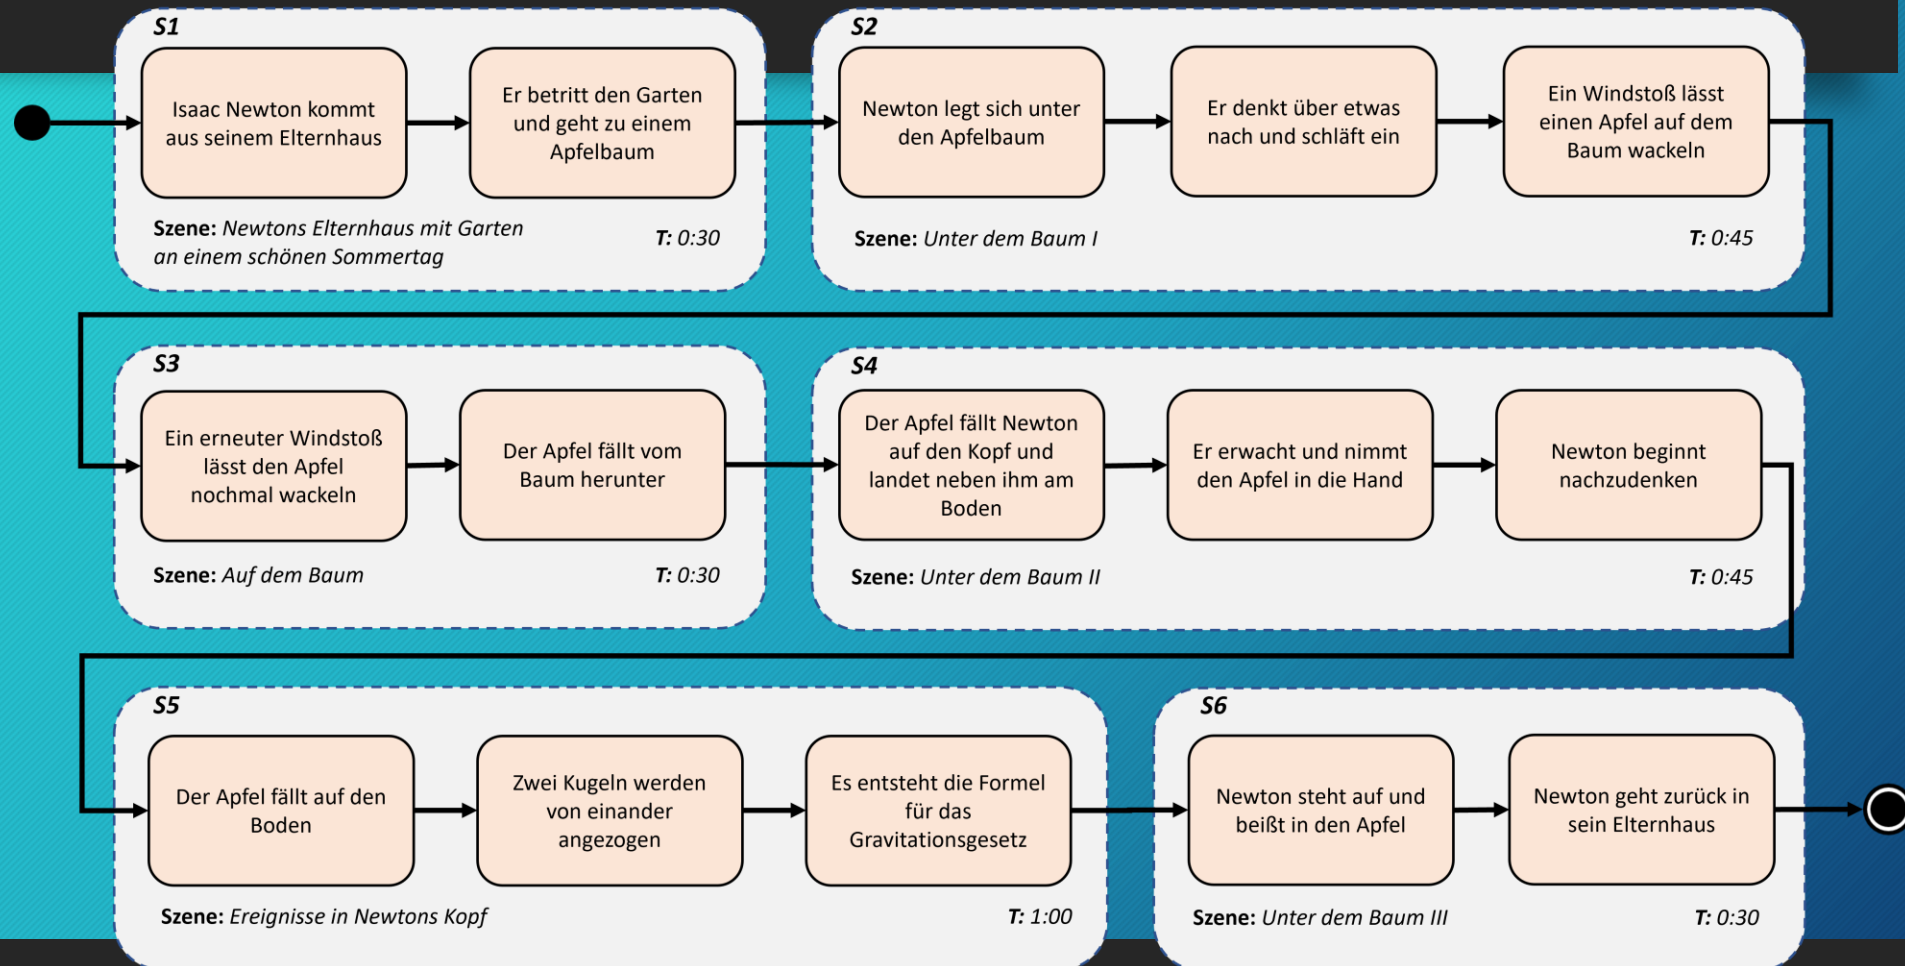 S1
Isaac Newton kommt
aus seinem Elternhaus
Er betritt den Garten
und geht zu einem
Apfelbaum
Szene: Newtons Elternhaus mit Garten
an einem schönen Sommertag
T: 0:30
S2
Newton legt sich unter
den Apfelbaum
Er denkt über etwas
nach und schläft ein
Ein Windstoß lässt
einen Apfel auf dem
Baum wackeln
Szene: Unter dem Baum I
T: 0:45
S3
Ein erneuter Windstoß
lässt den Apfel
nochmal wackeln
Der Apfel fällt vom
Baum herunter
Szene: Auf dem Baum
T: 0:30
S4
Der Apfel fällt Newton
auf den Kopf und
landet neben ihm am
Boden
Er erwacht und nimmt
den Apfel in die Hand
Newton beginnt
nachzudenken
Szene: Unter dem Baum II
T: 0:45
S5
Der Apfel fällt auf den
Boden
Zwei Kugeln werden
von einander
angezogen
Es entsteht die Formel
für das
Gravitationsgesetz
Szene: Ereignisse in Newtons Kopf
T: 1:00
S6
Newton steht auf und
beißt in den Apfel
Newton geht zurück in
sein Elternhaus
Szene: Unter dem Baum III
T: 0:30